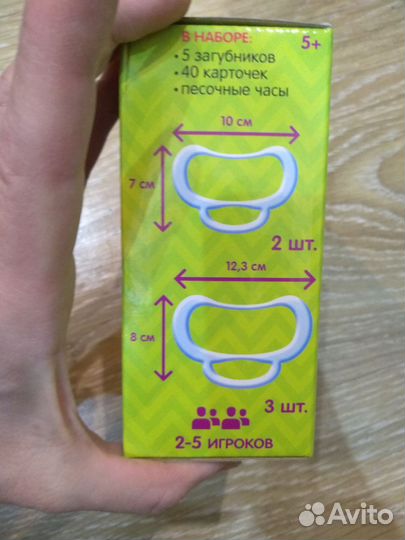 В НАБОРЕ:
5+
• 5 загубников
• 40 карточек
• песочные часы
10 см
7 см
2 шт.
12,3 см
8 см
3 шт.
2-5 ИГРОКОВ
Avito